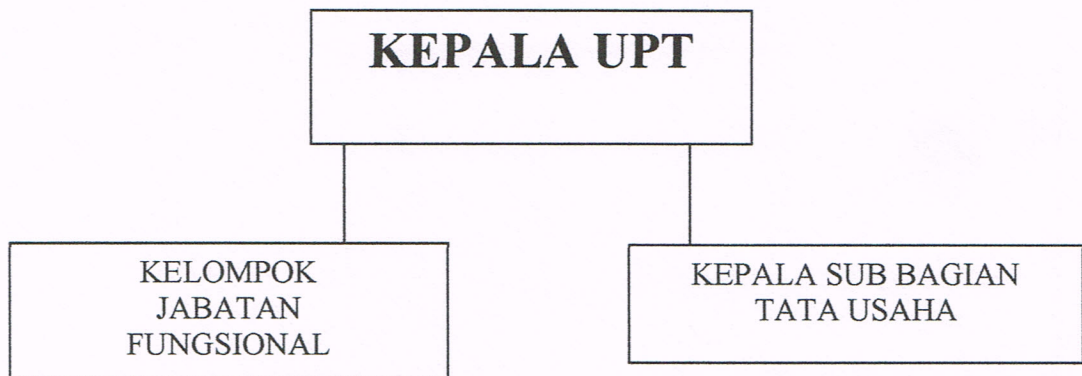 KEPALA UPT
KELOMPOK
JABATAN
FUNGSIONAL
KEPALA SUB BAGIAN
TATA USAHA